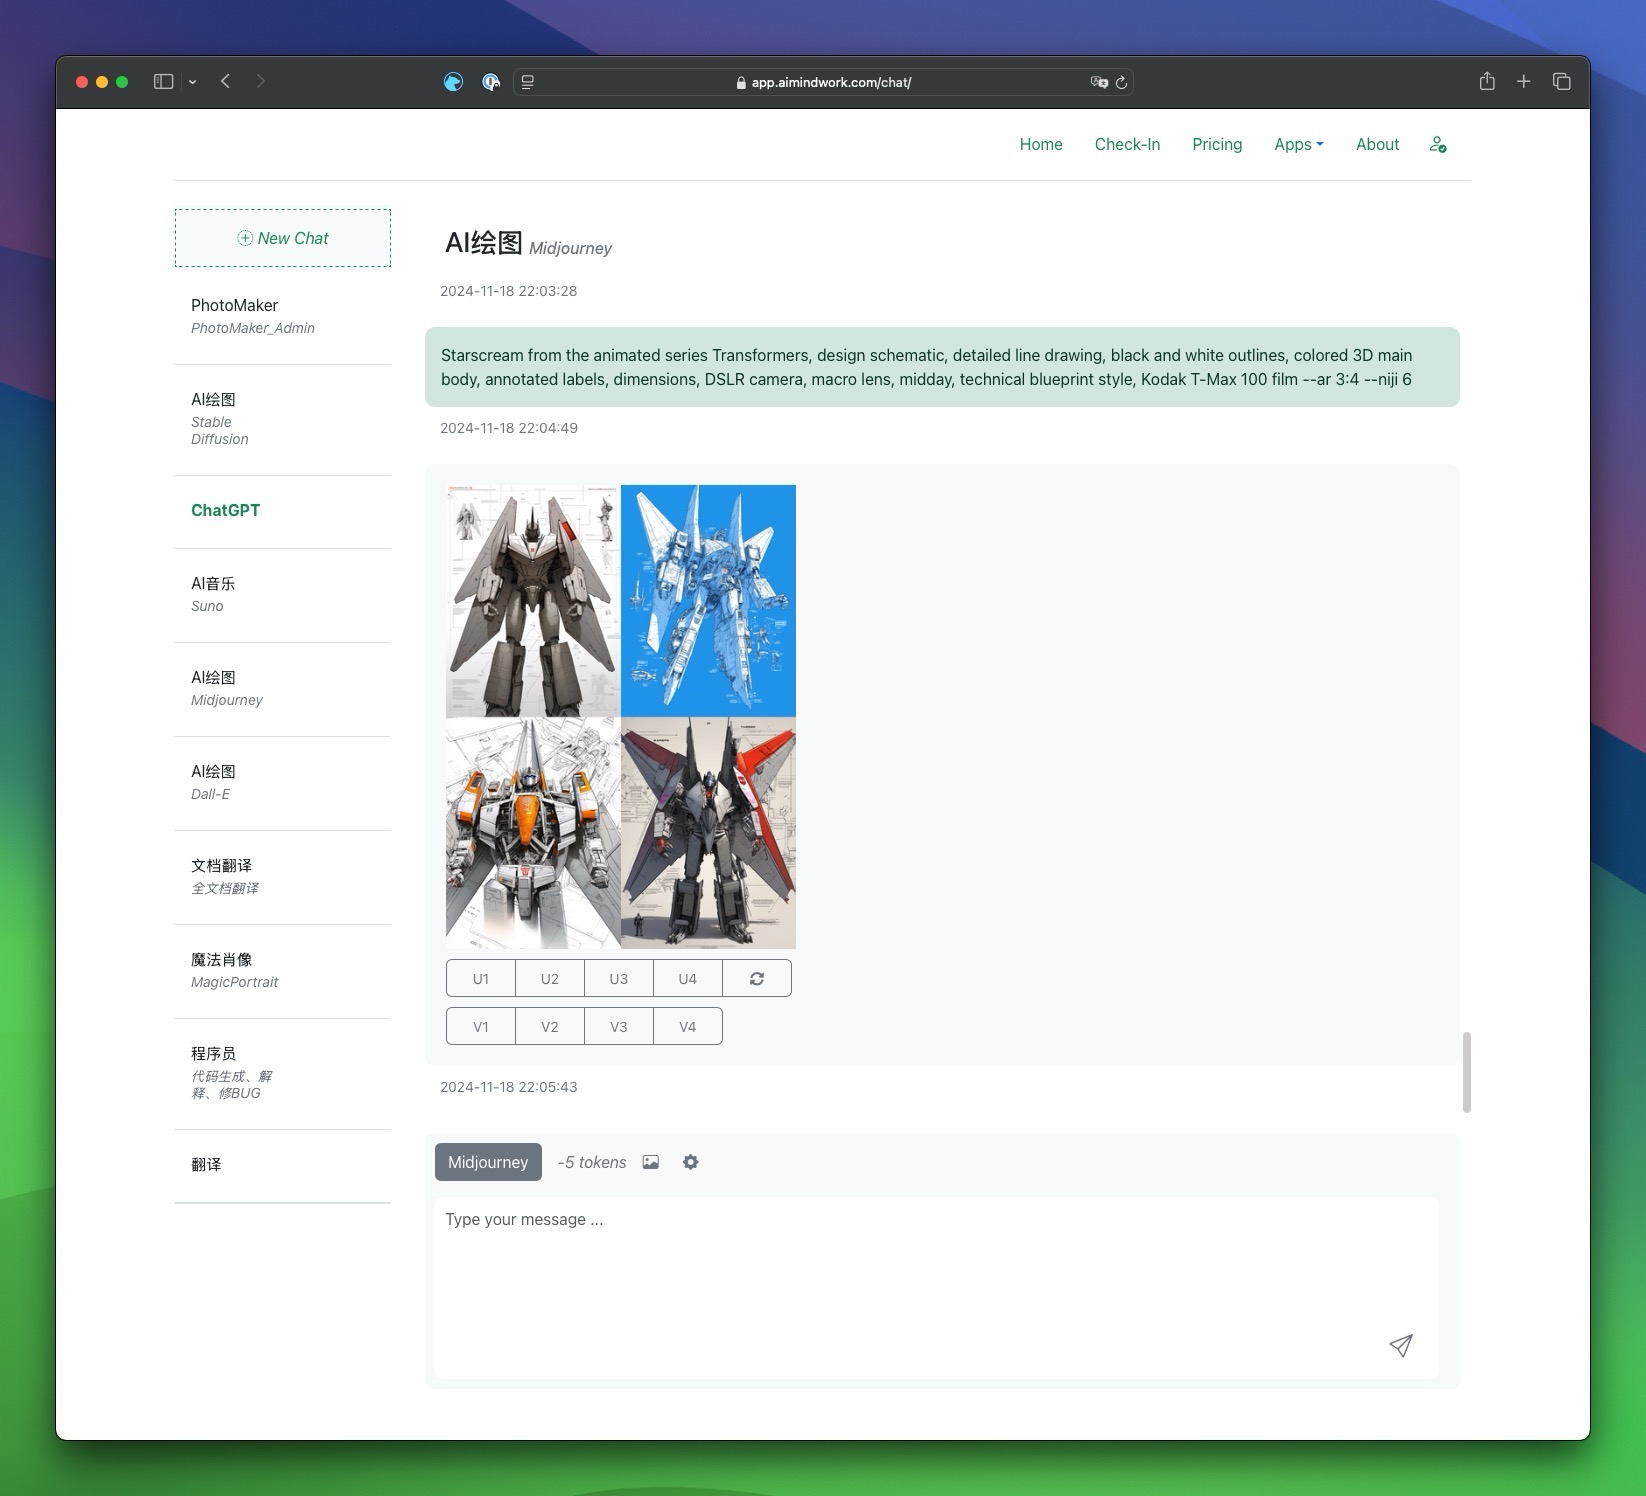 app.aimindwork.com/chat/
Home Check-In Pricing Apps About
New Chat
PhotoMaker
PhotoMaker_Admin
AI绘图
Stable
Diffusion
ChatGPT
AI音乐
Suno
AI绘图
Midjourney
AI绘图
Dall-E
文档翻译
全文档翻译
魔法肖像
MagicPortrait
程序员
代码生成、解
释、修BUG
翻译
AI绘图 Midjourney
2024-11-18 22:03:28
Starscream from the animated series Transformers, design schematic, detailed line drawing, black and white outlines, colored 3D main
body, annotated labels, dimensions, DSLR camera, macro lens, midday, technical blueprint style, Kodak T-Max 100 film --ar 3:4 --niji 6
2024-11-18 22:04:49
U1 U2 U3 U4
V1 V2 V3 V4
2024-11-18 22:05:43
Midjourney -5 tokens
Type your message ...